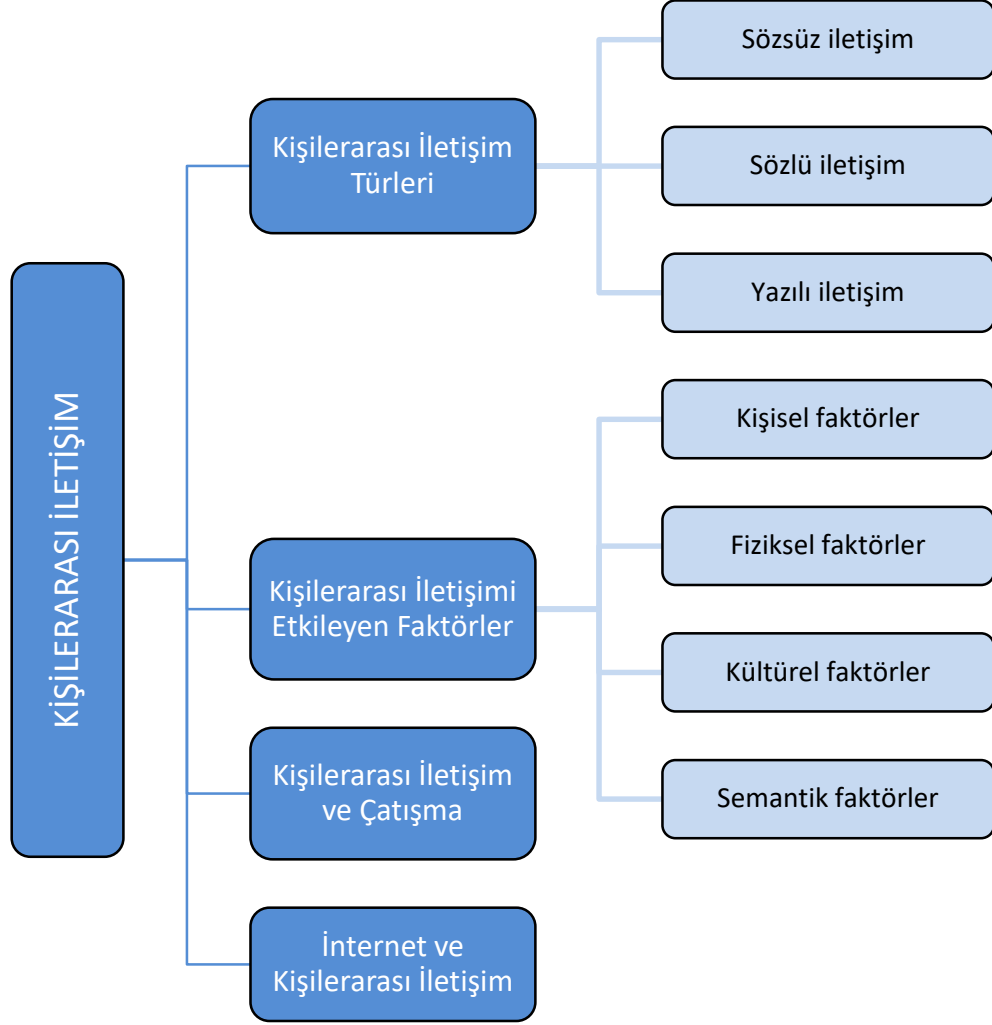 KİŞİLERARASI İLETİŞİM
Kişilerarası İletişim
Türleri
Sözsüz iletişim
Sözlü iletişim
Yazılı iletişim
Kişilerarası İletişimi
Etkileyen Faktörler
Kişisel faktörler
Fiziksel faktörler
Kültürel faktörler
Semantik faktörler
Kişilerarası İletişim
ve Çatışma
İnternet ve
Kişilerarası İletişim